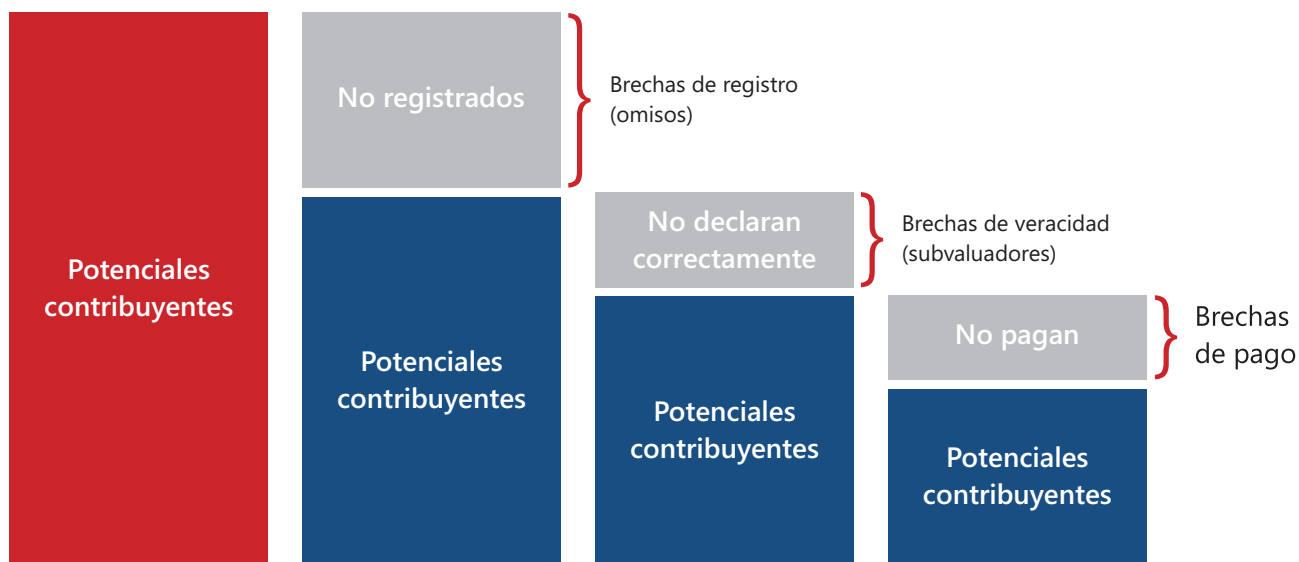 Potenciales
contribuyentes
No registrados
Brechas de registro
(omisos)
Potenciales
contribuyentes
No declaran
correctamente
Brechas de veracidad
(subvaluadores)
Potenciales
contribuyentes
No pagan
Brechas
de pago
Potenciales
contribuyentes